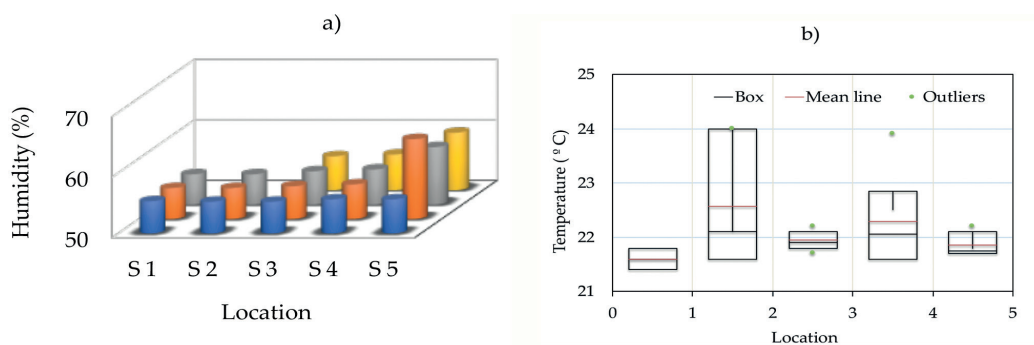 a)
Humidity (%)
70
60
50
S 1 S 2 S 3 S 4 S 5
Location
b)
Temperature ( º C)
25
24
23
22
21
Box Mean line Outliers
0 1 2 3 4 5
Location